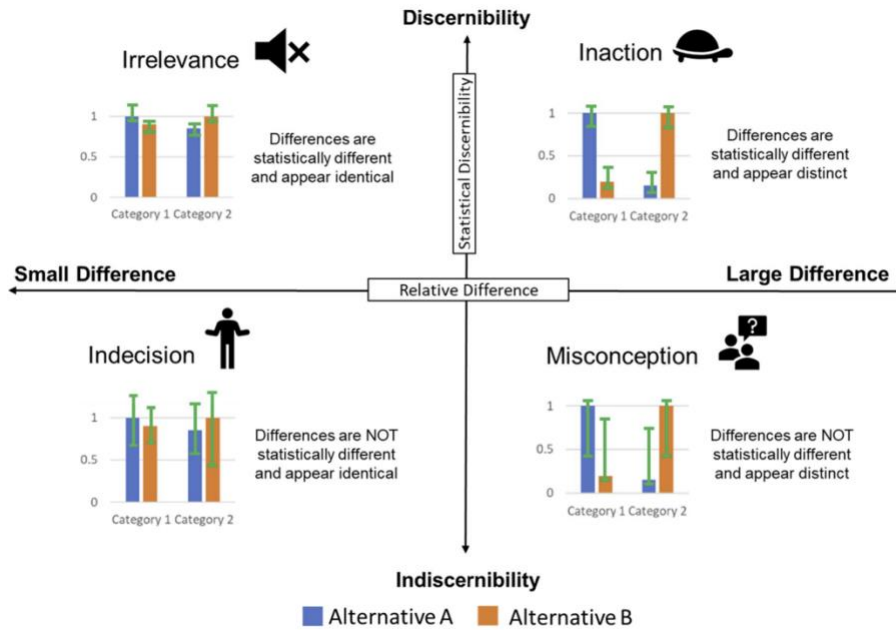 Discernibility
Irrelevance
1
0.5
0
Category 1 Category 2
Differences are
statistically different
and appear identical
Statistical Discernibility
Inaction
1
0.5
0
Category 1 Category 2
Differences are
statistically different
and appear distinct
Small Difference
Relative Difference
Large Difference
Indecision
1
0.5
0
Category 1 Category 2
Differences are NOT
statistically different
and appear identical
?
Misconception
1
0.5
0
Category 1 Category 2
Differences are NOT
statistically different
and appear distinct
Indiscernibility
Alternative A Alternative B